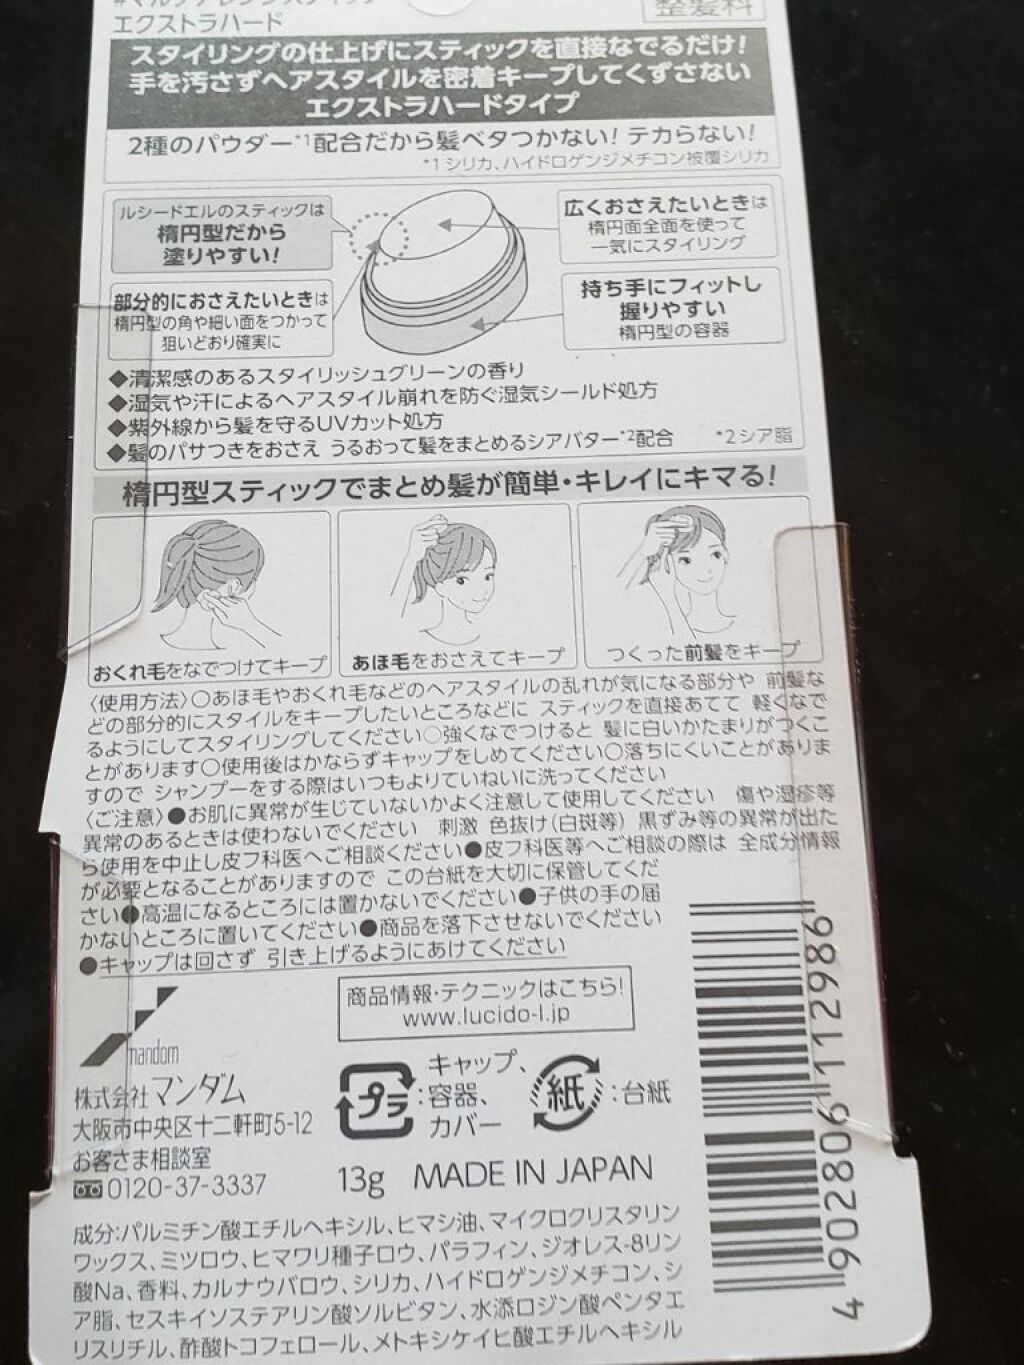 #マルチアレンジスティック
エクストラハード
整髪料
スタイリングの仕上げにスティックを直接なでるだけ!
手を汚さずヘアスタイルを密着キープしてくずさない
エクストラハードタイプ
2種のパウダー*1配合だから髪ベタつかない! テカらない!
*1 シリカ、ハイドロゲンジメチコン被覆シリカ
ルシードエルのスティックは
楕円型だから
塗りやすい!
広くおさえたいときは
楕円面全面を使って
一気にスタイリング
部分的におさえたいときは
楕円型の角や細い面をつかって
狙いどおり確実に
持ち手にフィットし
握りやすい
楕円型の容器
◆清潔感のあるスタイリッシュグリーンの香り
◆湿気や汗によるヘアスタイル崩れを防ぐ湿気シールド処方
◆紫外線から髪を守るUVカット処方
◆髪のパサつきをおさえ うるおって髪をまとめるシアバター*2配合 *2シア脂
楕円型スティックでまとめ髪が簡単・キレイにキマる!
おくれ毛をなでつけてキープ
あほ毛をおさえてキープ
つくった前髪をキープ
〈使用方法〉○あほ毛やおくれ毛などのヘアスタイルの乱れが気になる部分や 前髪な
どの部分的にスタイルをキープしたいところなどに スティックを直接あてて 軽くなで
るようにしてスタイリングしてください○強くなでつけると 髪に白いかたまりがつくこ
とがあります○使用後はかならずキャップをしめてください○落ちにくいことがありま
すので シャンプーをする際はいつもよりていねいに洗ってください
〈ご注意〉●お肌に異常が生じていないかよく注意して使用してください 傷や湿疹等
異常のあるときは使わないでください 刺激 色抜け(白斑等) 黒ずみ等の異常が出た
ら使用を中止し皮フ科医へご相談ください●皮フ科医等へご相談の際は 全成分情報
が必要となることがありますので この台紙を大切に保管してくだ
さい●高温になるところには置かないでください●子供の手の届
かないところに置いてください●商品を落下させないでください
●キャップは回さず 引き上げるようにあけてください
商品情報・テクニックはこちら!
www.lucido-l.jp
mandom
株式会社マンダム
大阪市中央区十二軒町5-12
お客さま相談室
0120-37-3337
プラ
:キャップ、
容器、
カバー
紙
:台紙
13g MADE IN JAPAN
成分:パルミチン酸エチルヘキシル、ヒマシ油、マイクロクリスタリン
ワックス、ミツロウ、ヒマワリ種子ロウ、パラフィン、ジオレス-8リン
酸Na、香料、カルナウバロウ、シリカ、ハイドロゲンジメチコン、シ
ア脂、セスキイソステアリン酸ソルビタン、水添ロジン酸ペンタエ
リスリチル、酢酸トコフェロール、メトキシケイヒ酸エチルヘキシル
4 902806 112986